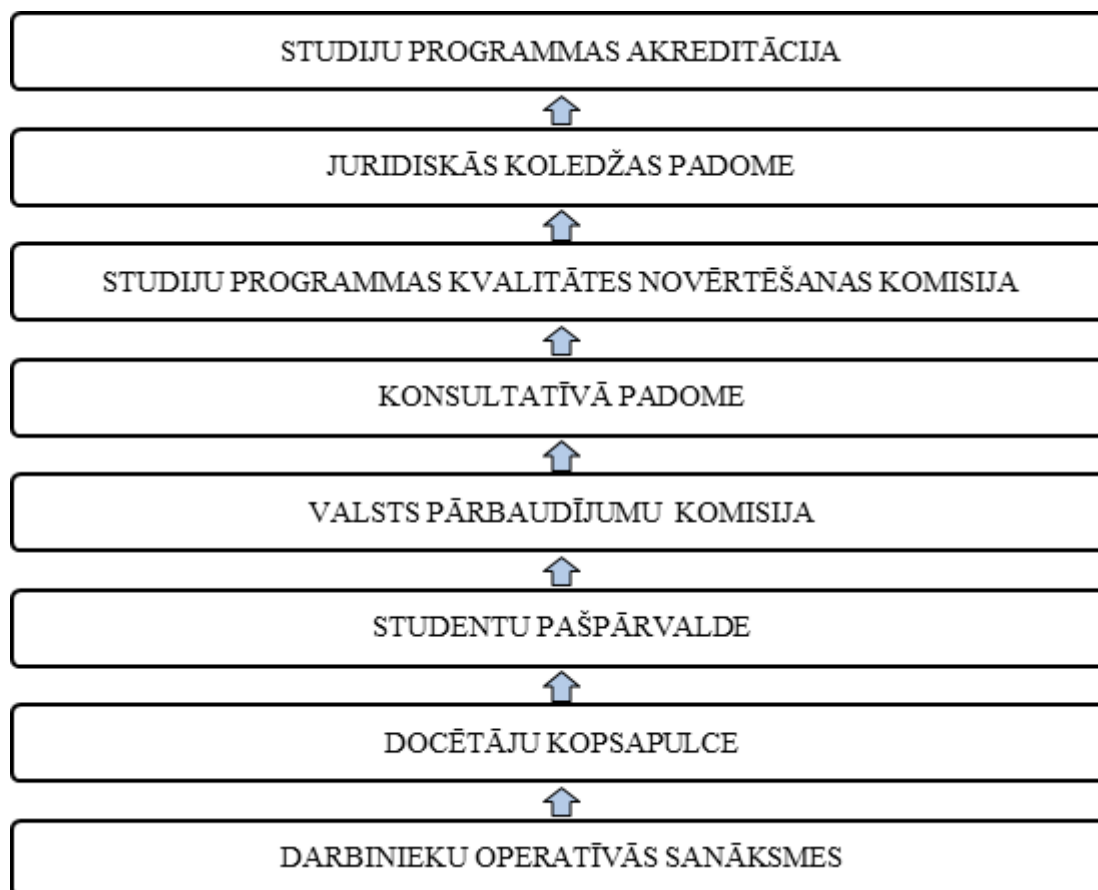 STUDIJU PROGRAMMAS AKREDITĀCIJA
JURIDISKĀS KOLEDŽAS PADOME
STUDIJU PROGRAMMAS KVALITĀTES NOVĒRTĒŠANAS KOMISIJA
KONSULTATĪVĀ PADOME
VALSTS PĀRBAUDĪJUMU KOMISIJA
STUDENTU PAŠPĀRVALDE
DOCĒTĀJU KOPSAPULCE
DARBINIEKU OPERATĪVĀS SANĀKSMES